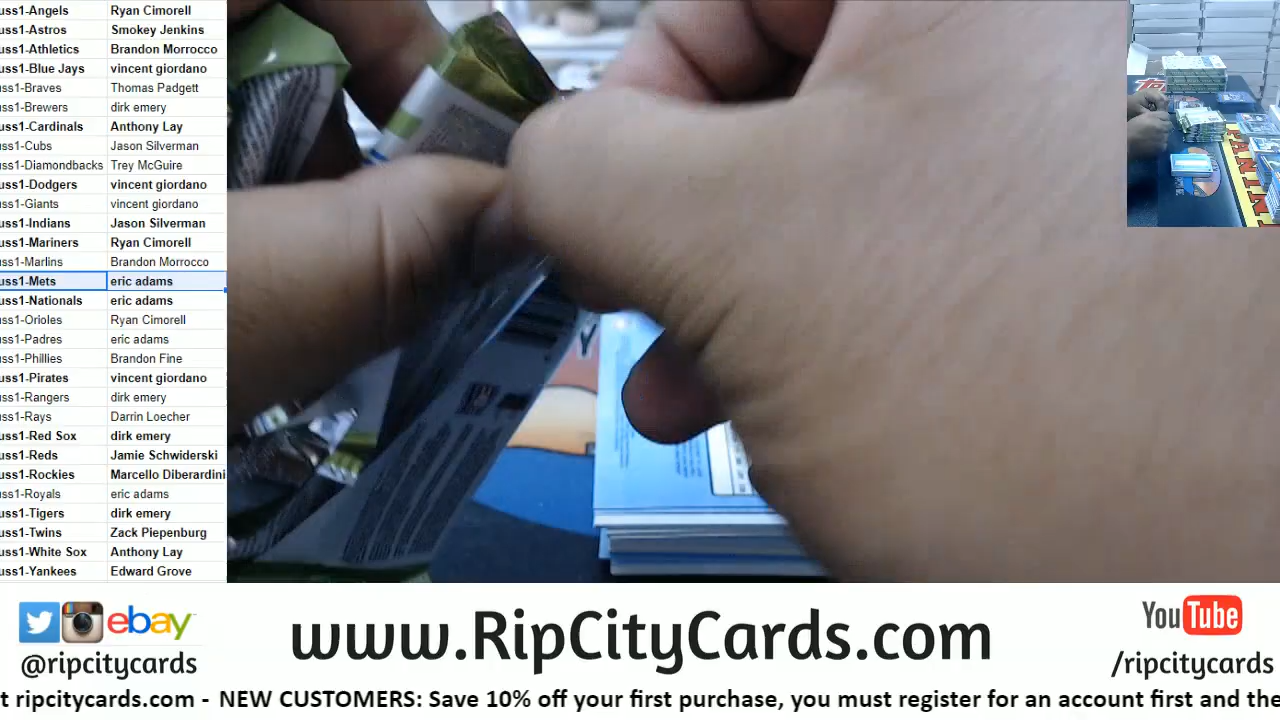 uss1-Angels Ryan Cimorell
uss1-Astros Smokey Jenkins
uss1-Athletics Brandon Morrocco
uss1-Blue Jays vincent giordano
uss1-Braves Thomas Padgett
uss1-Brewers dirk emery
uss1-Cardinals Anthony Lay
uss1-Cubs Jason Silverman
uss1-Diamondbacks Trey McGuire
uss1-Dodgers vincent giordano
uss1-Giants vincent giordano
uss1-Indians Jason Silverman
uss1-Mariners Ryan Cimorell
uss1-Marlins Brandon Morrocco
uss1-Mets eric adams
uss1-Nationals eric adams
uss1-Orioles Ryan Cimorell
uss1-Padres eric adams
uss1-Phillies Brandon Fine
uss1-Pirates vincent giordano
uss1-Rangers dirk emery
uss1-Rays Darrin Loecher
uss1-Red Sox dirk emery
uss1-Reds Jamie Schwiderski
uss1-Rockies Marcello Diberardini
uss1-Royals eric adams
uss1-Tigers dirk emery
uss1-Twins Zack Piepenburg
uss1-White Sox Anthony Lay
uss1-Yankees Edward Grove
PANINI
ebay
@ripcitycards
www.RipCityCards.com
YouTube
/ripcitycards
t ripcitycards.com - NEW CUSTOMERS: Save 10% off your first purchase, you must register for an account first and the